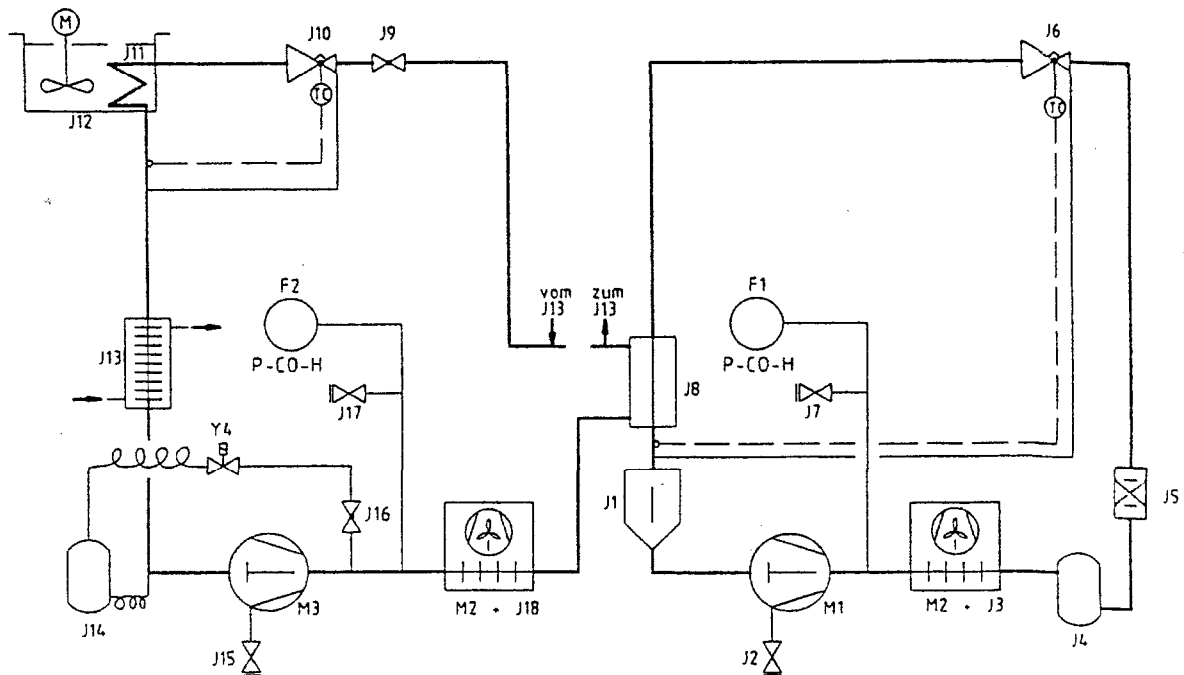 M
J11
J10
J9
J6
TC
TC
J12
F2
vom
J13
zum
J13
F1
J13
P-CO-H
P-CO-H
J8
J17
J7
Y4
J16
J1
J5
M3
M2 + J18
M1
M2 + J3
J4
J14
J15
J2